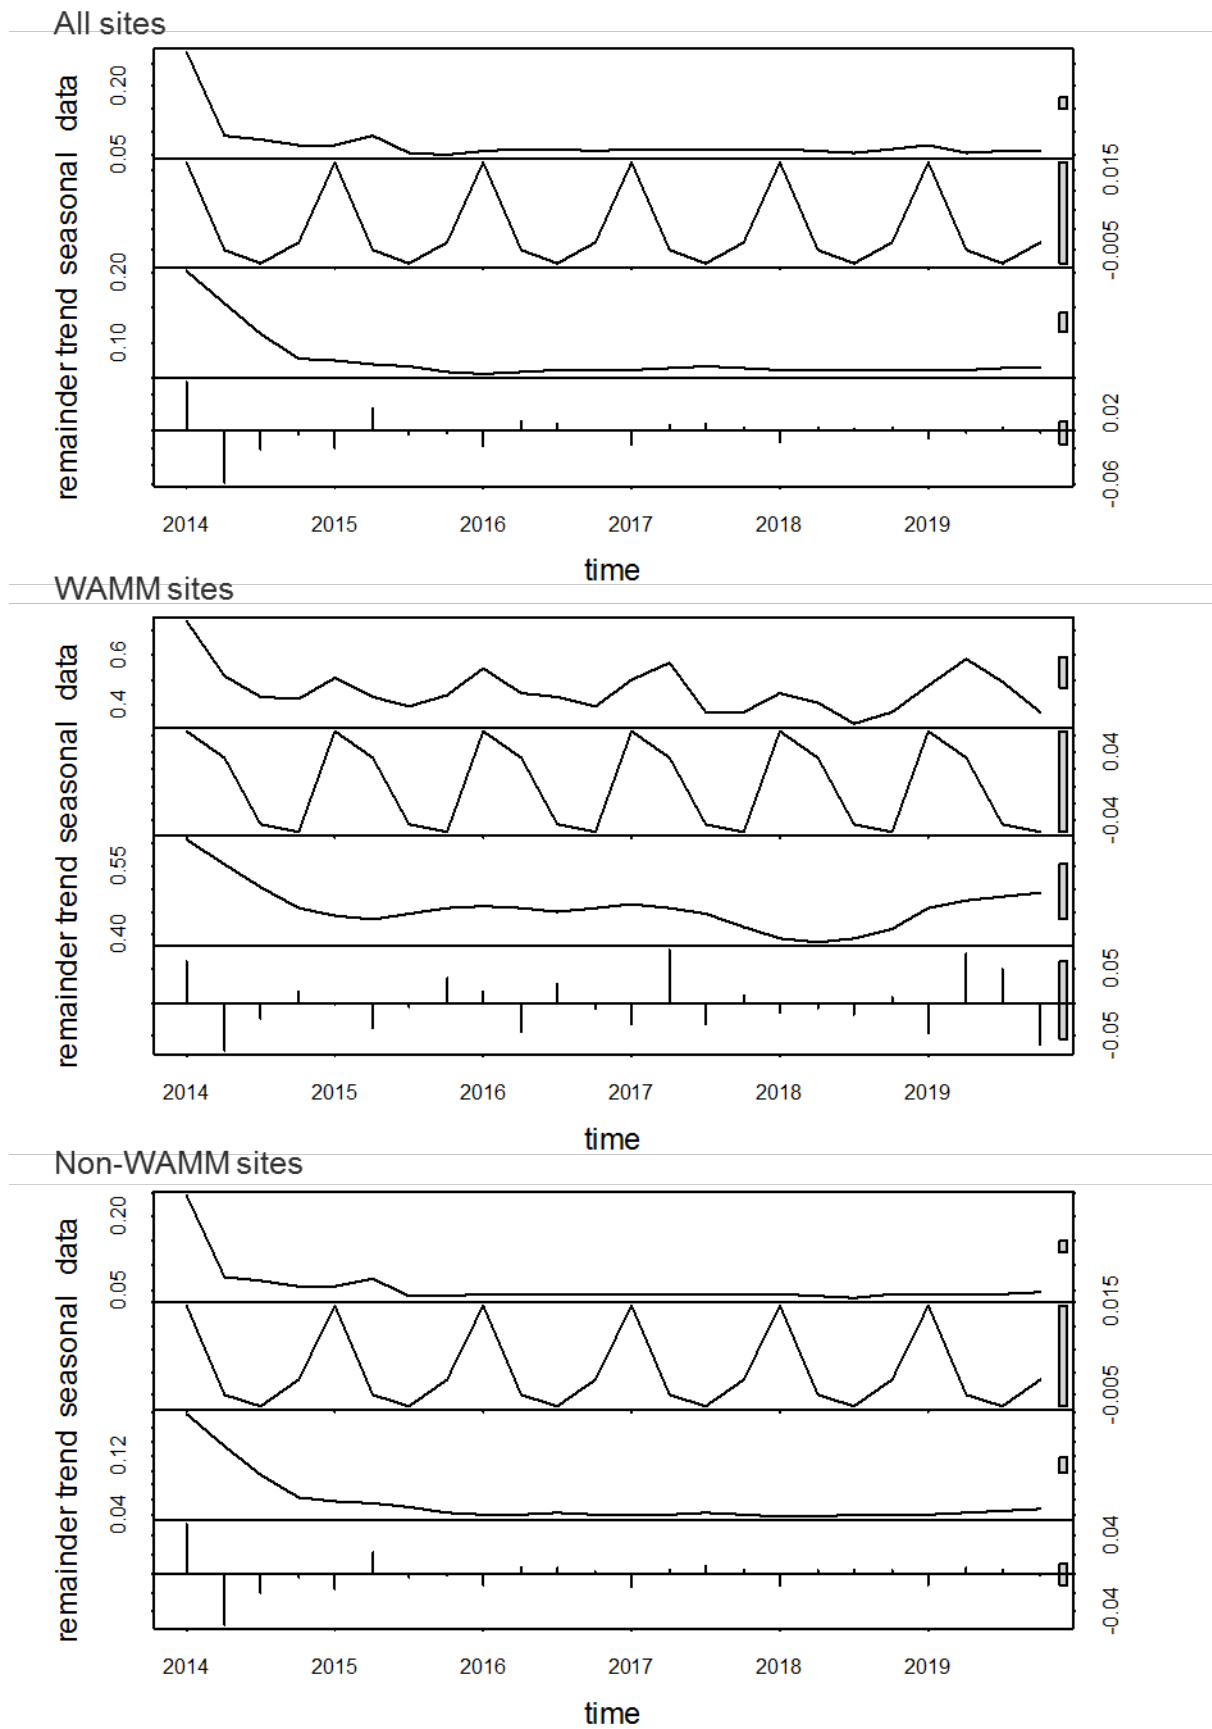 All sites
data
0.20
0.05
seasonal
0.015
-0.005
trend
0.20
0.10
remainder
0.02
-0.06
2014 2015 2016 2017 2018 2019
time
WAMM sites
data
0.6
0.4
seasonal
0.04
-0.04
trend
0.55
0.40
remainder
0.05
-0.05
2014 2015 2016 2017 2018 2019
time
Non-WAMM sites
data
0.20
0.05
seasonal
0.015
-0.005
trend
0.12
0.04
remainder
0.04
-0.04
2014 2015 2016 2017 2018 2019
time